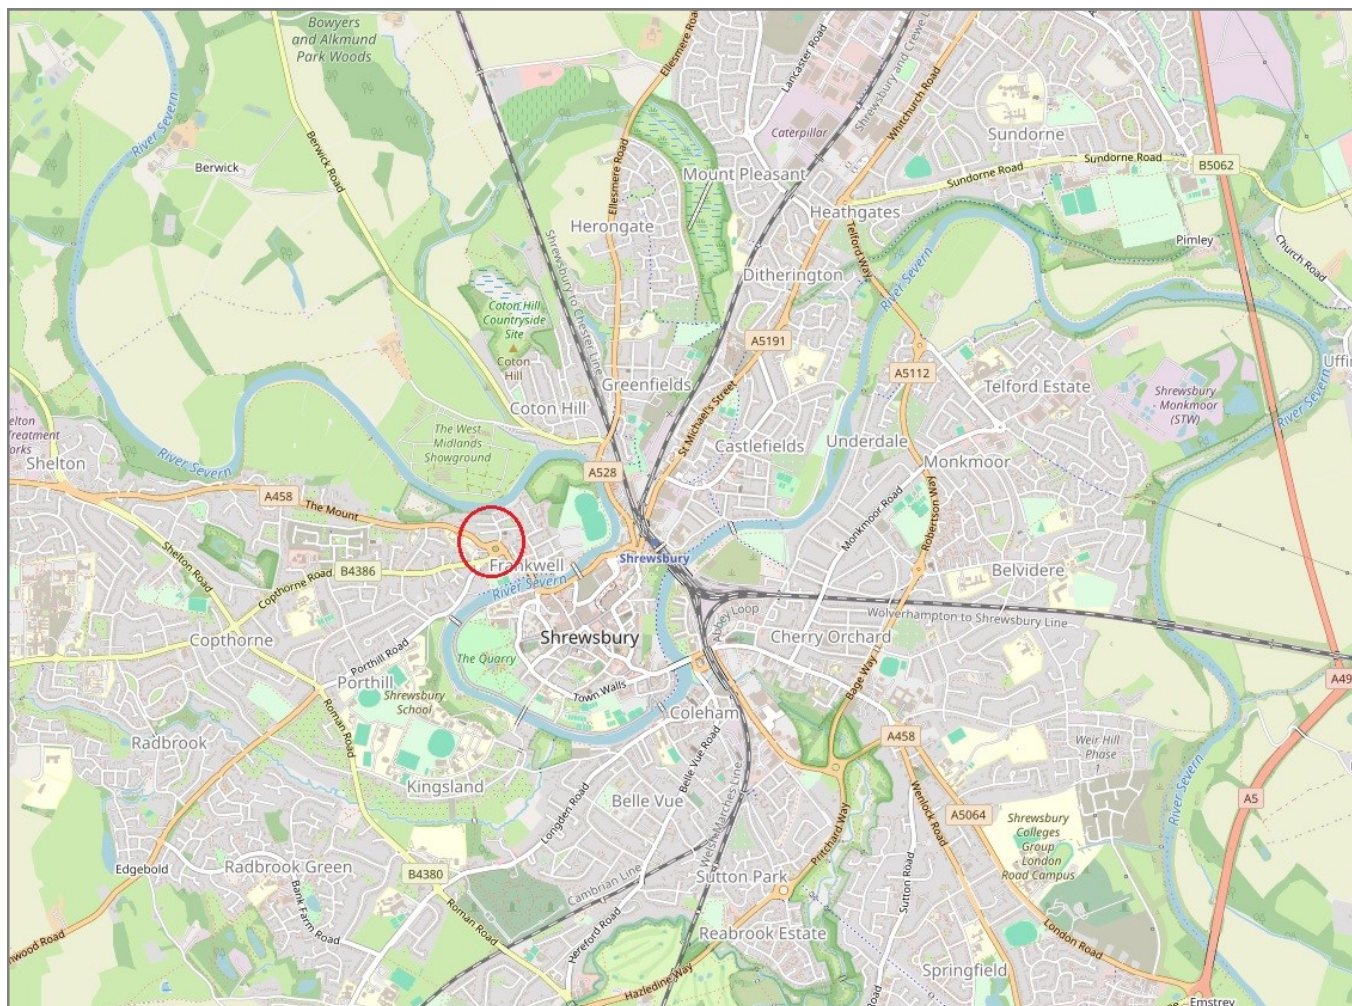 Bowyers
and Alkmund
Park Woods
Ellesmere Road
Lancaster Road
Shrewsbury and Crewe L
Whitchurch Road
Caterpillar
Sundorne
River Severn
Berwick
Berwick Road
Mount Pleasant
Sundorne Road
Sundorne Road
B5062
Ellesmere Road
Heathgates
Herongate
Telford Way
Pimley
Church Road
Shrewsbury to Chester Line
Ditherington
River Severn
Coton Hill
Countryside
Site
Coton
Hill
A5191
Greenfields
A5112
Uffin
Telford Estate
Shrewsbury
Monkmoor
(STW)
St Michael's Street
Coton Hill
River Severn
The West
Midlands
Showground
Castlefields
Underdale
elton
Treatment
orks
Shelton
River Severn
A528
Monkmoor
A458
The Mount
Monkmoor Road
Robertson Way
Shelton Road
Shrewsbury
Frankwell
B4386
Copthorne Road
River Severn
Belvidere
Abbey Loop
Wolverhampton to Shrewsbury Line
Copthorne
Shrewsbury
Cherry Orchard
Porthill Road
The Quarry
Porthill
Shrewsbury
School
Town Walls
Bage Way
A49
River Severn
Coleham
Roman Road
Radbrook
A458
Weir Hill
Phase
1
Belle Vue Road
Kingsland
Longden Road
Belle Vue
Welsh Marches Line
Wenlock Road
A5
A5064
Shrewsbury
Colleges
Group
London
Road Campus
Pritchard Way
Edgebold
Radbrook Green
B4380
Cambrian Line
Sutton Park
Sutton Road
Bank Farm Road
Roman Road
Hereford Road
Reabrook Estate
London Road
nwood Road
Springfield
Hazledine Way
Emstrey